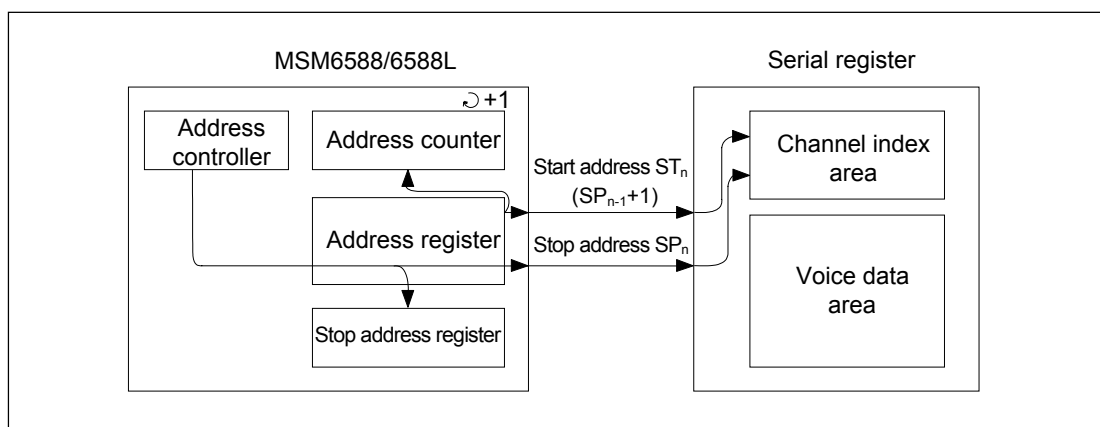 MSM6588/6588L
Serial register
+1
Address
controller
Address counter
Address register
Stop address register
Start address STₙ
(SPₙ₋₁+1)
Stop address SPₙ
Channel index
area
Voice data
area